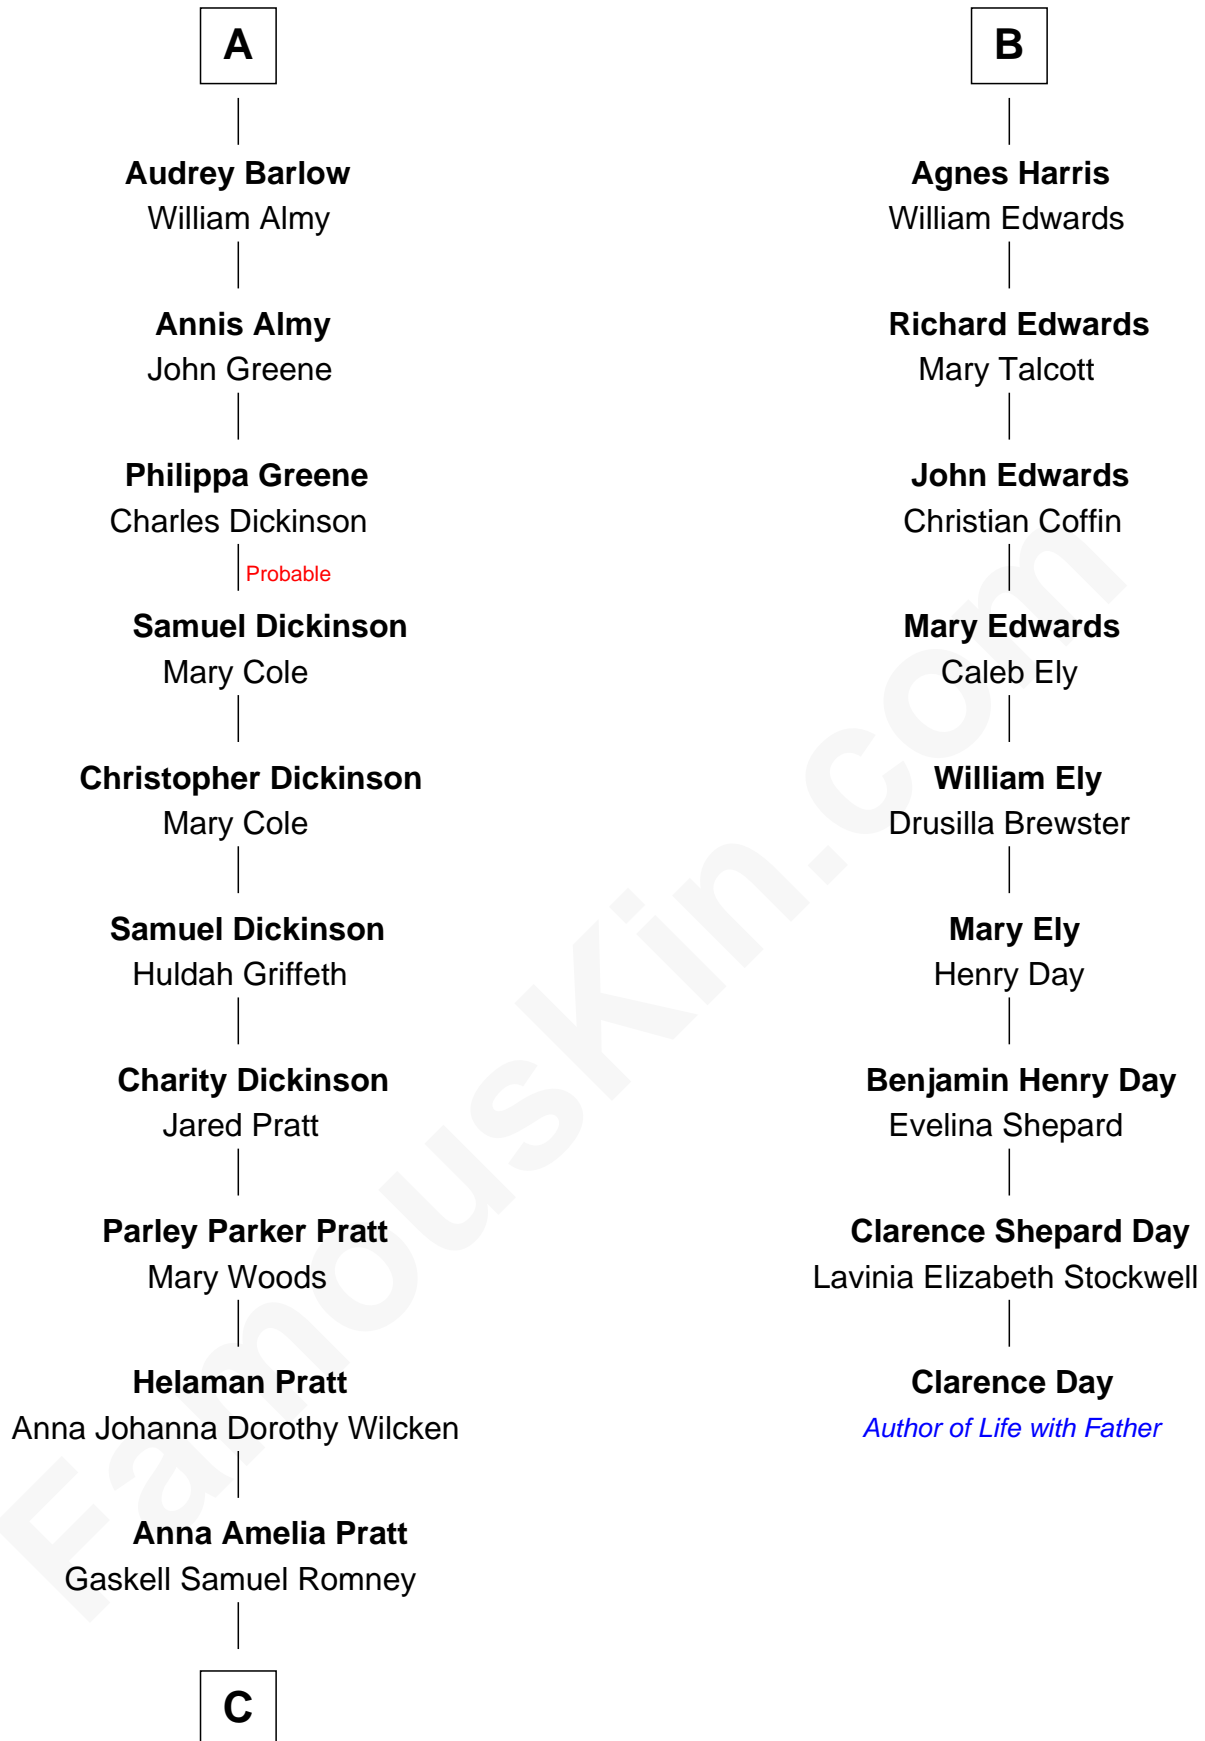 A
Audrey Barlow
William Almy
Annis Almy
John Greene
Philippa Greene
Charles Dickinson
Probable
Samuel Dickinson
Mary Cole
Christopher Dickinson
Mary Cole
Samuel Dickinson
Huldah Griffeth
Charity Dickinson
Jared Pratt
Parley Parker Pratt
Mary Woods
Helaman Pratt
Anna Johanna Dorothy Wilcken
Anna Amelia Pratt
Gaskell Samuel Romney
C
B
Agnes Harris
William Edwards
Richard Edwards
Mary Talcott
John Edwards
Christian Coffin
Mary Edwards
Caleb Ely
William Ely
Drusilla Brewster
Mary Ely
Henry Day
Benjamin Henry Day
Evelina Shepard
Clarence Shepard Day
Lavinia Elizabeth Stockwell
Clarence Day
Author of Life with Father
FamousKin.com